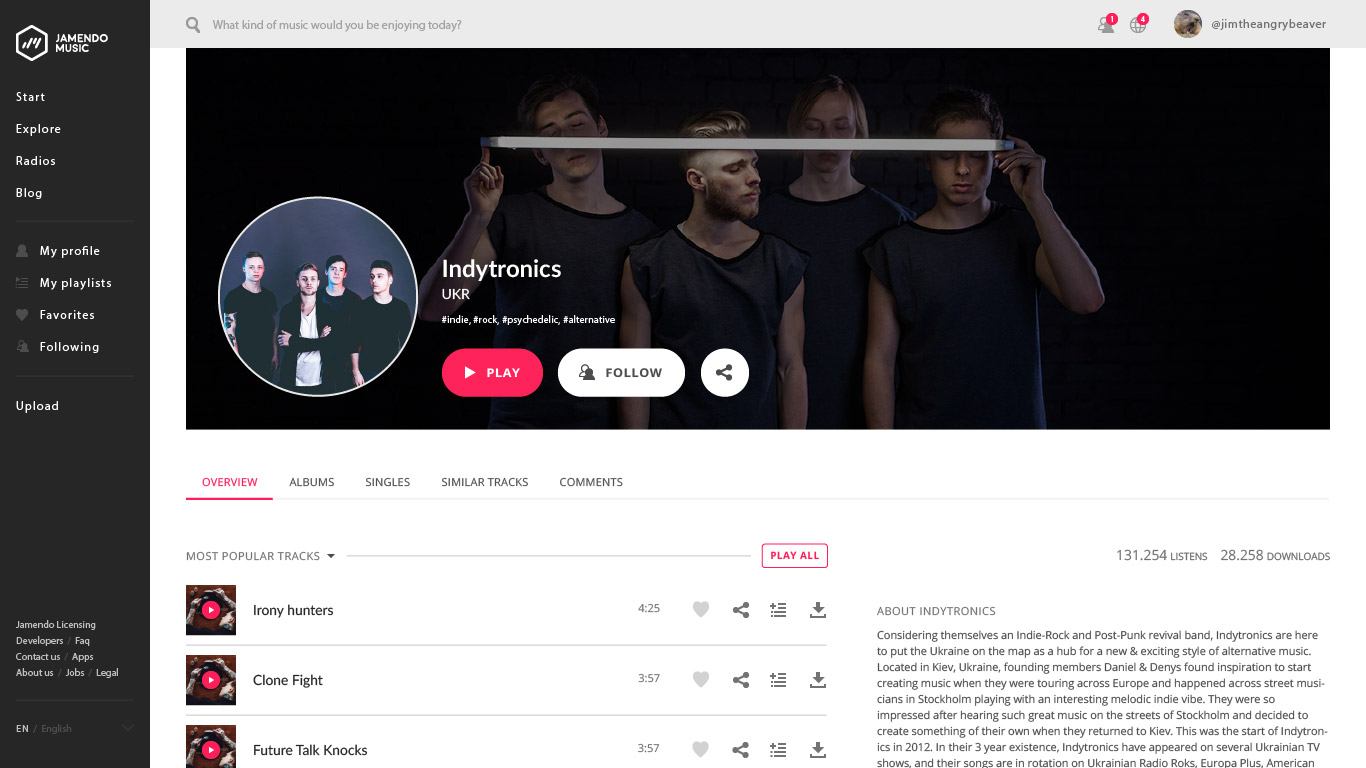 JAMENDO
MUSIC
Start
Explore
Radios
Blog
My profile
My playlists
Favorites
Following
Upload
Jamendo Licensing
Developers / Faq
Contact us / Apps
About us / Jobs / Legal
EN / English
What kind of music would you be enjoying today?
1
4
@jimtheangrybeaver
Indytronics
UKR
#indie, #rock, #psychedelic, #alternative
PLAY
FOLLOW
OVERVIEW ALBUMS SINGLES SIMILAR TRACKS COMMENTS
MOST POPULAR TRACKS
PLAY ALL
Irony hunters 4:25
Clone Fight 3:57
Future Talk Knocks 3:57
131.254 LISTENS 28.258 DOWNLOADS
ABOUT INDYTRONICS
Considering themselves an Indie-Rock and Post-Punk revival band, Indytronics are here
to put the Ukraine on the map as a hub for a new & exciting style of alternative music.
Located in Kiev, Ukraine, founding members Daniel & Denys found inspiration to start
creating music when they were touring across Europe and happened across street musi-
cians in Stockholm playing with an interesting melodic indie vibe. They were so
impressed after hearing such great music on the streets of Stockholm and decided to
create something of their own when they returned to Kiev. This was the start of Indytron-
ics in 2012. In their 3 year existence, Indytronics have appeared on several Ukrainian TV
shows, and their songs are in rotation on Ukrainian Radio Roks, Europa Plus, American